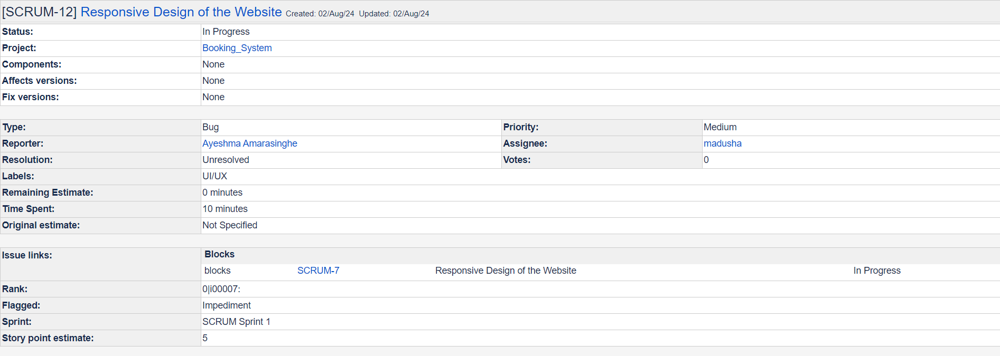 [SCRUM-12] Responsive Design of the Website Created: 02/Aug/24 Updated: 02/Aug/24
Status: In Progress
Project: Booking_System
Components: None
Affects versions: None
Fix versions: None
Type: Bug Priority: Medium
Reporter: Ayeshma Amarasinghe Assignee: madusha
Resolution: Unresolved Votes: 0
Labels: UI/UX
Remaining Estimate: 0 minutes
Time Spent: 10 minutes
Original estimate: Not Specified
Issue links: Blocks
blocks SCRUM-7 Responsive Design of the Website In Progress
Rank: 0|i00007:
Flagged: Impediment
Sprint: SCRUM Sprint 1
Story point estimate: 5